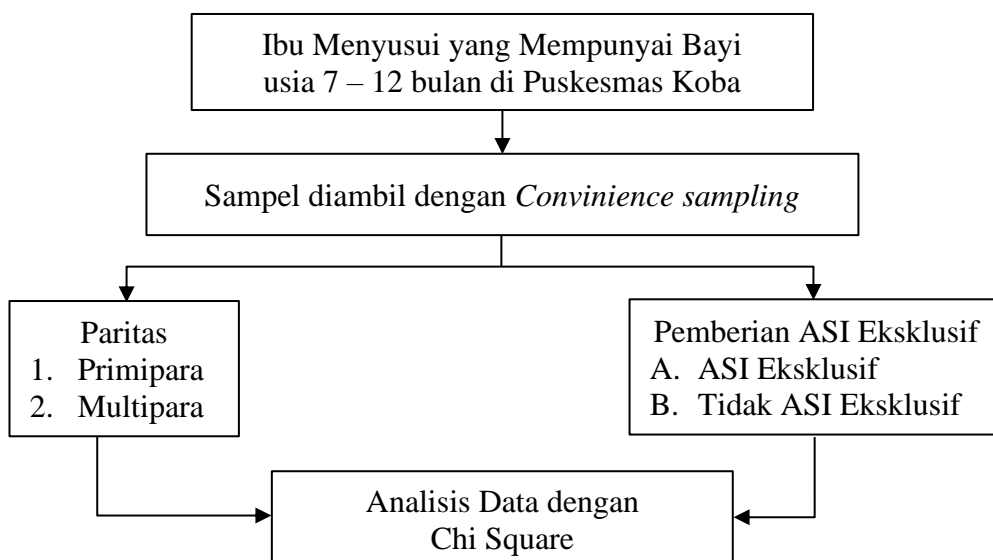 Ibu Menyusui yang Mempunyai Bayi
usia 7 – 12 bulan di Puskesmas Koba
Sampel diambil dengan Convinience sampling
Paritas
1. Primipara
2. Multipara
Pemberian ASI Eksklusif
A. ASI Eksklusif
B. Tidak ASI Eksklusif
Analisis Data dengan
Chi Square